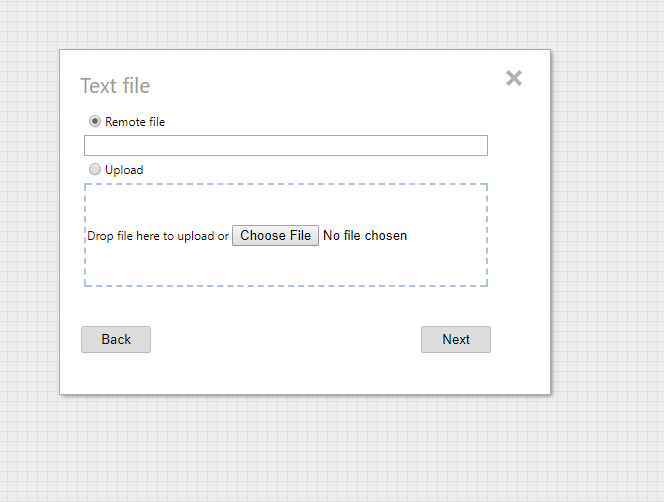 Text file
Remote file
Upload
Drop file here to upload or Choose File No file chosen
Back Next